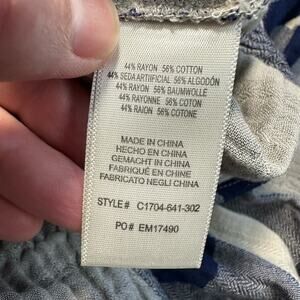 44% RAYON 56% COTTON
44% SEDA ARTIIFICIAL 56% ALGODÓN
44% RAYON 56% BAUMWOLLE
44% RAYONNE 56% COTON
44% RAION 56% COTONE
MADE IN CHINA
HECHO EN CHINA
GEMACHT IN CHINA
FABRIQUÉ EN CHINE
FABRICATO NEGLI CHINA
STYLE# C1704-641-302
PO# EM17490